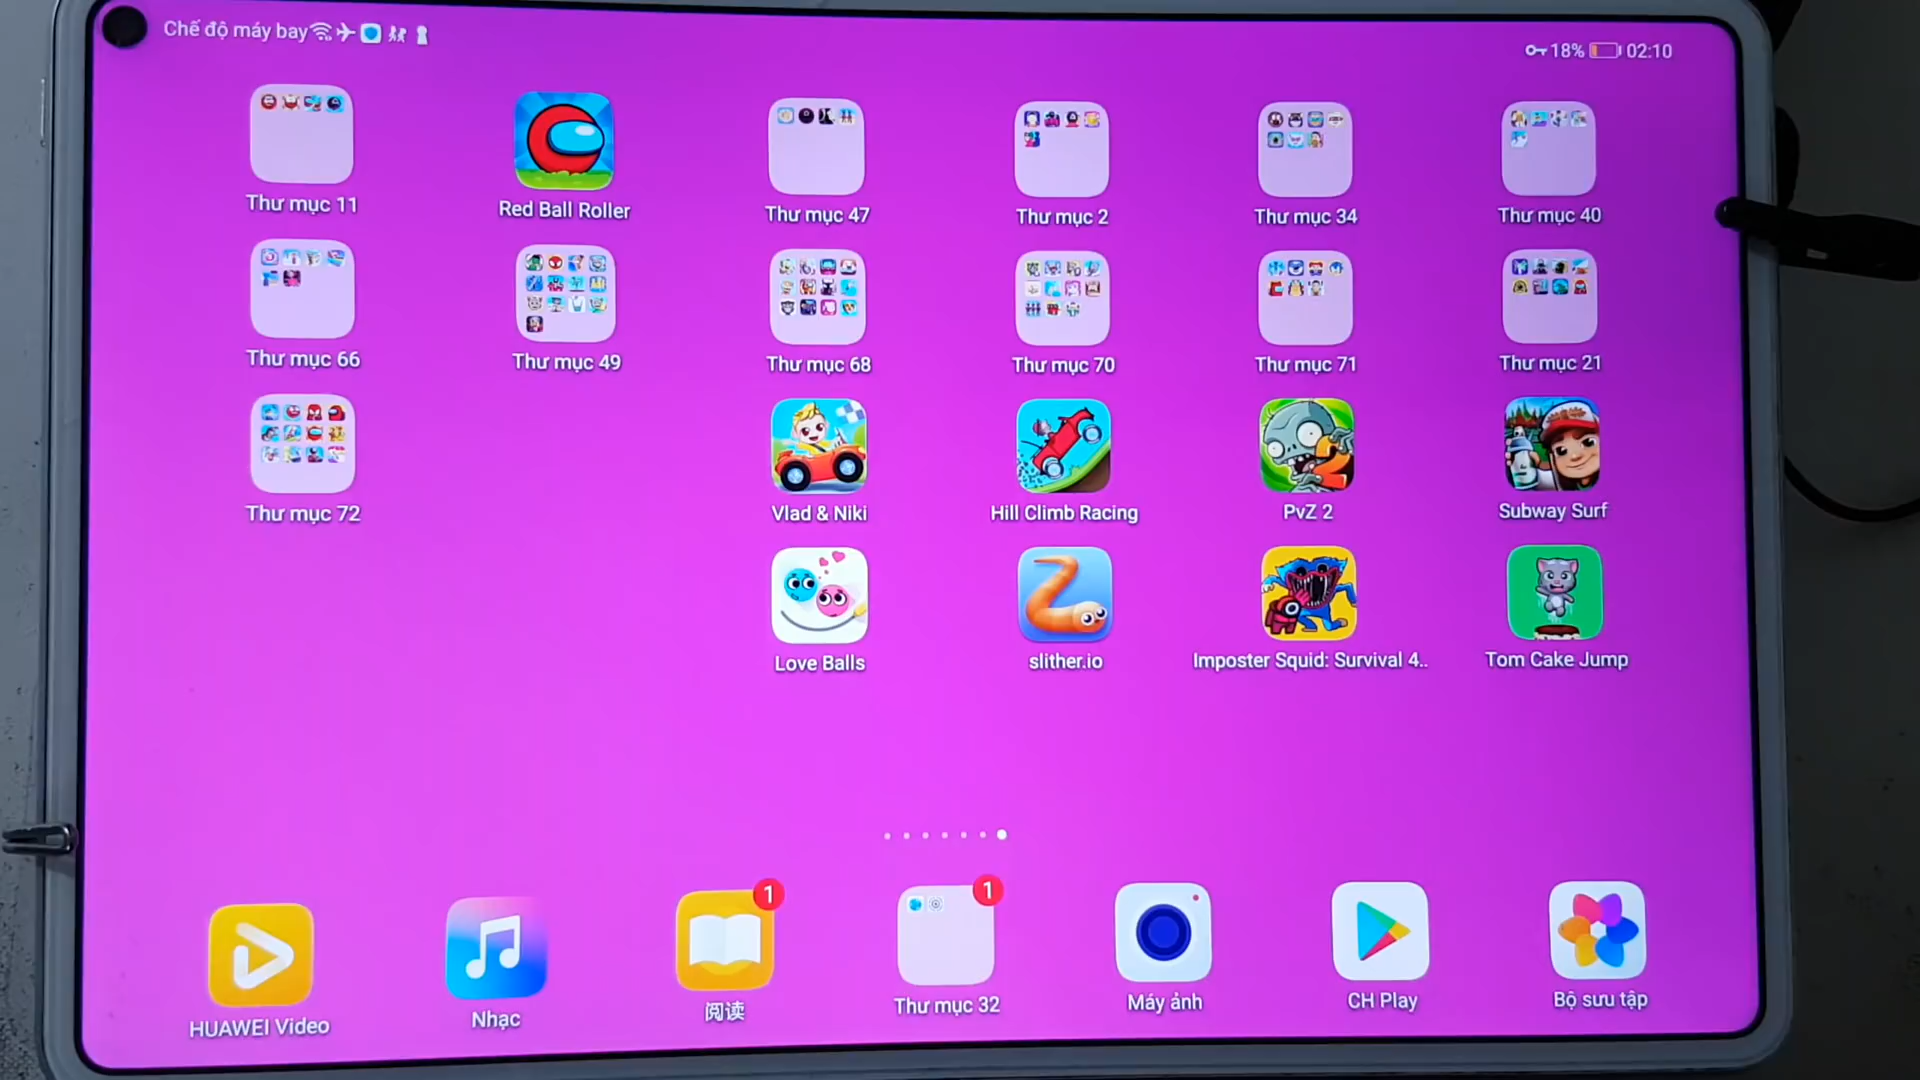 Chế độ máy bay
18% 02:10
Thư mục 11
Red Ball Roller
Thư mục 47
Thư mục 2
Thư mục 34
Thư mục 40
Thư mục 66
Thư mục 49
Thư mục 68
Thư mục 70
Thư mục 71
Thư mục 21
Thư mục 72
Vlad & Niki
Hill Climb Racing
PvZ 2
Subway Surf
Love Balls
slither.io
Imposter Squid: Survival 4..
Tom Cake Jump
1
1
HUAWEI Video
Nhạc
阅读
Thư mục 32
Máy ảnh
CH Play
Bộ sưu tập